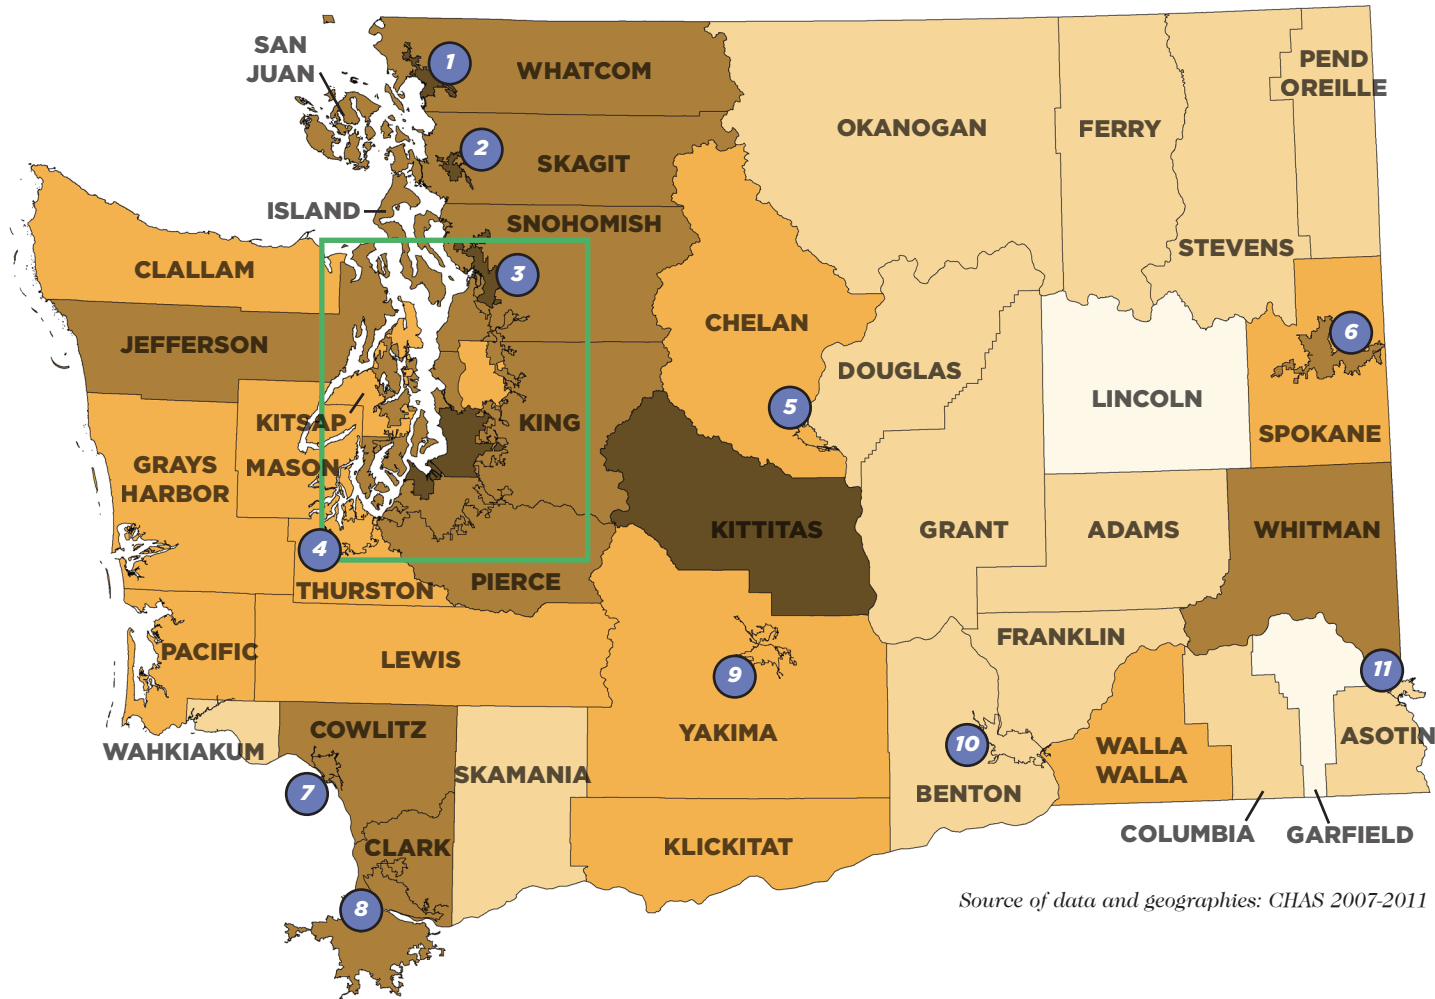 SAN
JUAN
1
WHATCOM
PEND
OREILLE
OKANOGAN
FERRY
2
SKAGIT
ISLAND
SNOHOMISH
STEVENS
CLALLAM
3
CHELAN
JEFFERSON
6
DOUGLAS
LINCOLN
5
KITSAP
KING
SPOKANE
GRAYS
HARBOR
MASON
KITTITAS
GRANT
ADAMS
WHITMAN
4
THURSTON
PIERCE
FRANKLIN
PACIFIC
LEWIS
9
11
COWLITZ
YAKIMA
10
WALLA
WALLA
ASOTIN
WAHKIAKUM
SKAMANIA
7
BENTON
COLUMBIA
GARFIELD
CLARK
KLICKITAT
8
Source of data and geographies: CHAS 2007-2011